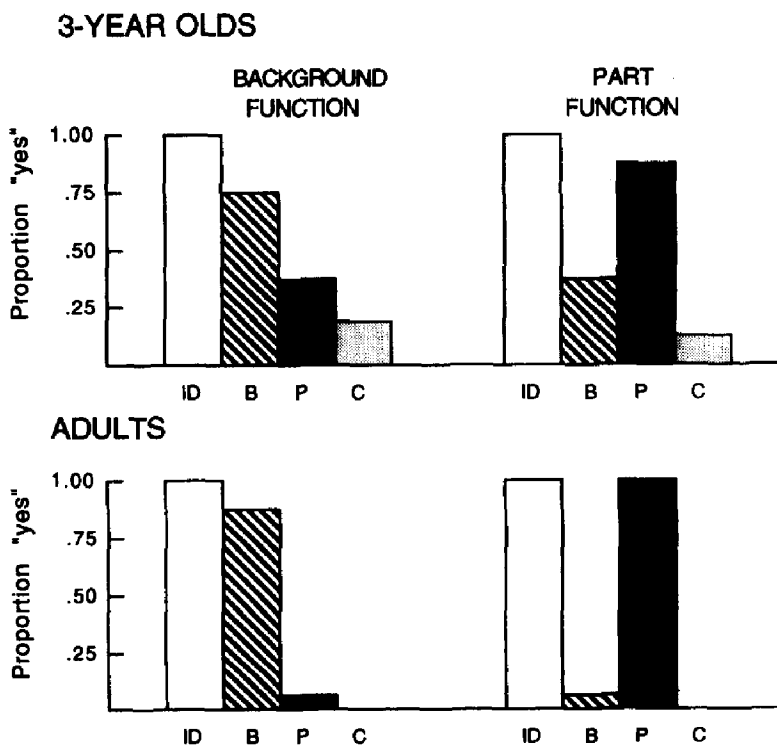 3-YEAR OLDS
BACKGROUND
FUNCTION
PART
FUNCTION
Proportion "yes"
1.00
.75
.50
.25
ID B P C
ID B P C
ADULTS
Proportion "yes"
1.00
.75
.50
.25
ID B P C
ID B P C